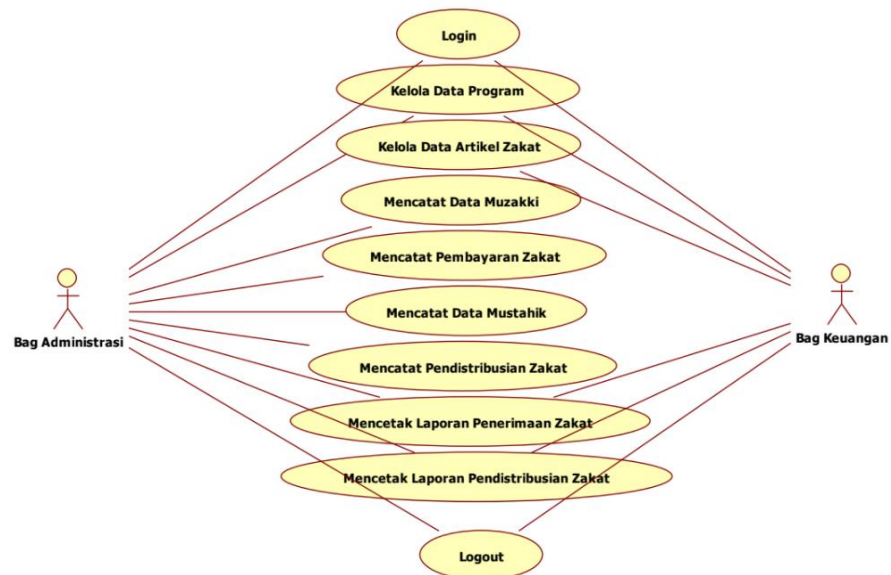 Login
Kelola Data Program
Kelola Data Artikel Zakat
Mencatat Data Muzakki
Mencatat Pembayaran Zakat
Mencatat Data Mustahik
Bag Administrasi
Bag Keuangan
Mencatat Pendistribusian Zakat
Mencetak Laporan Penerimaan Zakat
Mencetak Laporan Pendistribusian Zakat
Logout